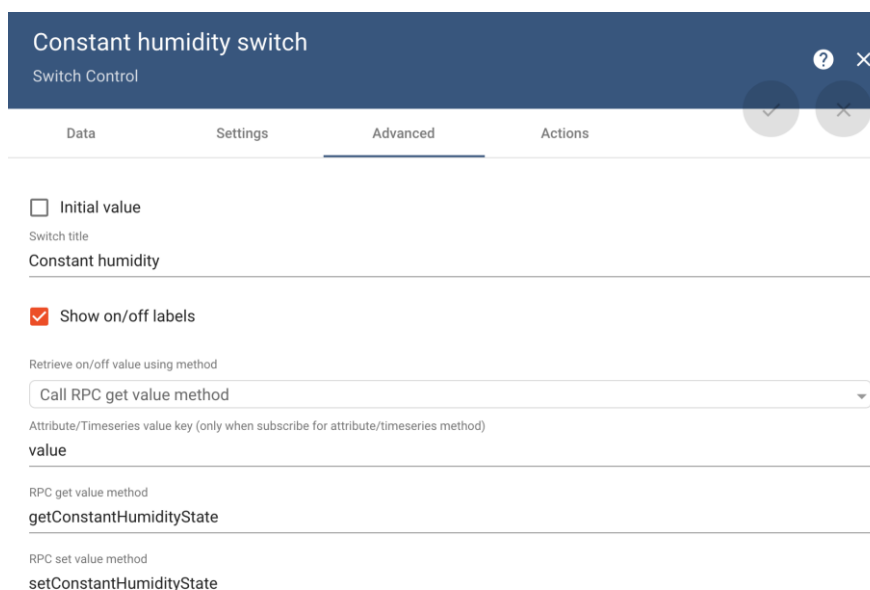 Constant humidity switch
Switch Control
Data Settings Advanced Actions
Initial value
Switch title
Constant humidity
Show on/off labels
Retrieve on/off value using method
Call RPC get value method
Attribute/Timeseries value key (only when subscribe for attribute/timeseries method)
value
RPC get value method
getConstantHumidityState
RPC set value method
setConstantHumidityState